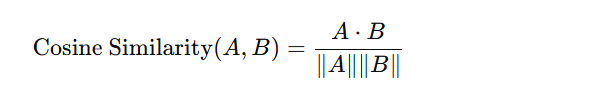 Cosine Similarity(A, B) = A · B / ‖A‖‖B‖